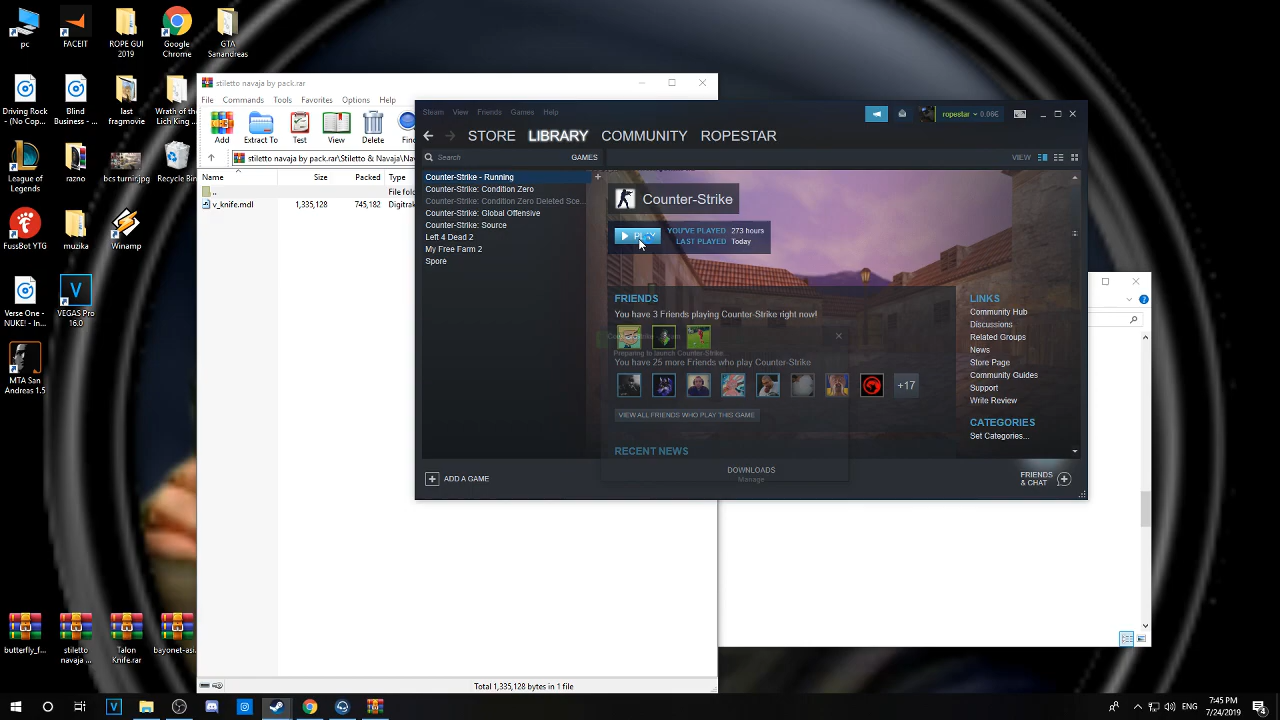 pc
FACEIT
ROPE GUI 2019
Google Chrome
GTA Sanandreas
Driving Rock - (No Cap...
Blind Business - ...
last fragmovie
Wrath of the Lich King ...
League of Legends
razno
bcs turnir.jpg
Recycle Bin
FussBot YTG
muzika
Winamp
Verse One - NUKE! - In...
VEGAS Pro 16.0
MTA San Andreas 1.5
butterfly_f...
stiletto navaja ...
Talon Knife.rar
bayonet-as...
stiletto navaja by pack.rar
File Commands Tools Favorites Options Help
Add Extract To Test View Delete Find
stiletto navaja by pack.rar\Stiletto & Navaja\Nav
Name Size Packed
.. File fol
v_knife.mdl 1,335,128 745,182 Digitrak
Total 1,335,128 bytes in 1 file
Steam View Friends Games Help
ropestar 0.06€
STORE LIBRARY COMMUNITY ROPESTAR
Search GAMES VIEW
Counter-Strike - Running
Counter-Strike: Condition Zero
Counter-Strike: Condition Zero Deleted Sce...
Counter-Strike: Global Offensive
Counter-Strike: Source
Left 4 Dead 2
My Free Farm 2
Spore
Counter-Strike
PLAY
YOU'VE PLAYED 273 hours
LAST PLAYED Today
FRIENDS
You have 3 Friends playing Counter-Strike right now!
Preparing to launch Counter-Strike.
You have 25 more Friends who play Counter-Strike
+17
VIEW ALL FRIENDS WHO PLAY THIS GAME
RECENT NEWS
LINKS
Community Hub
Discussions
Related Groups
News
Store Page
Community Guides
Support
Write Review
CATEGORIES
Set Categories...
ADD A GAME
DOWNLOADS
Manage
FRIENDS & CHAT
ENG
7:45 PM
7/24/2019